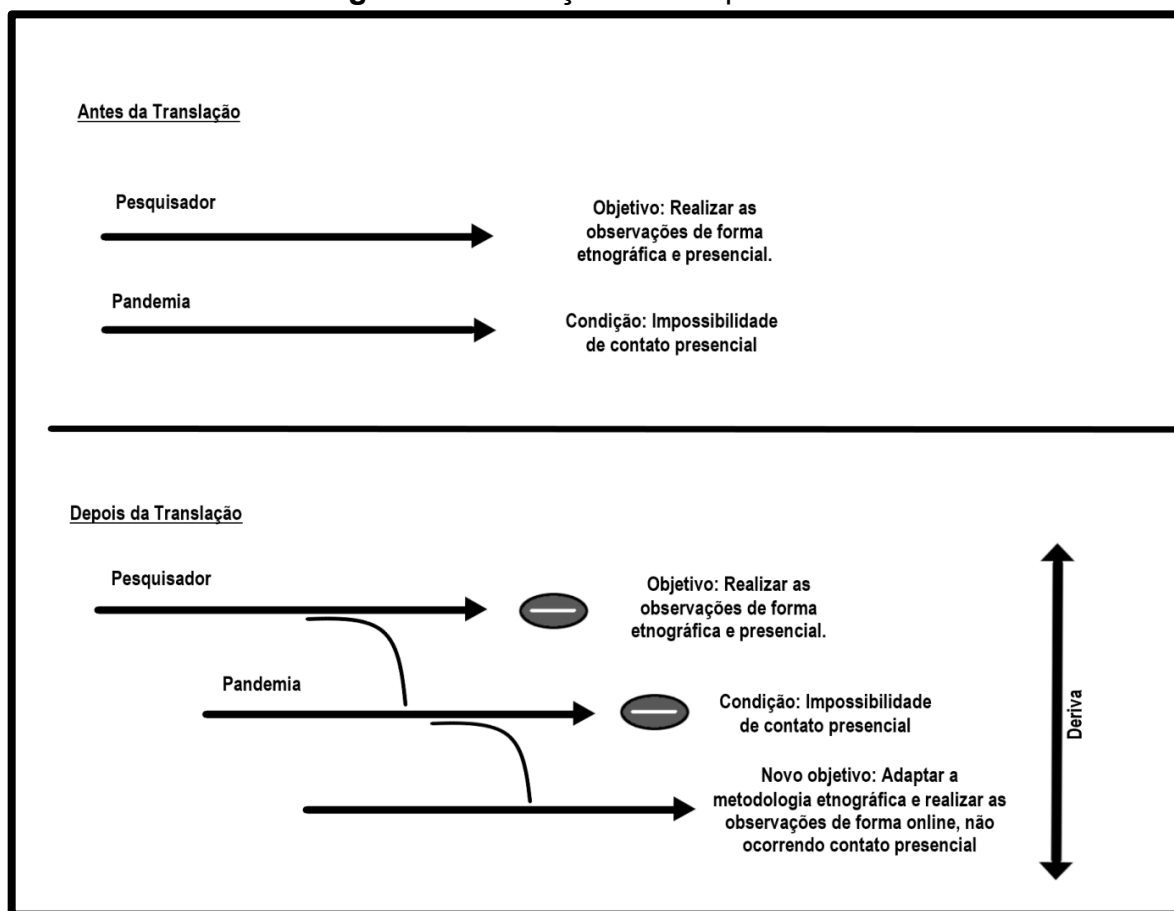 Antes da Translação
Pesquisador
Objetivo: Realizar as
observações de forma
etnográfica e presencial.
Pandemia
Condição: Impossibilidade
de contato presencial
Depois da Translação
Pesquisador
Objetivo: Realizar as
observações de forma
etnográfica e presencial.
Pandemia
Condição: Impossibilidade
de contato presencial
Novo objetivo: Adaptar a
metodologia etnográfica e realizar as
observações de forma online, não
ocorrendo contato presencial
Deriva